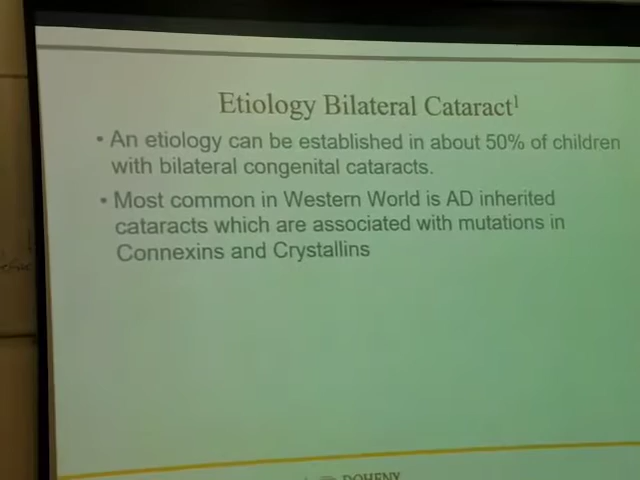 Etiology Bilateral Cataract¹
• An etiology can be established in about 50% of children
with bilateral congenital cataracts.
• Most common in Western World is AD inherited
cataracts which are associated with mutations in
Connexins and Crystallins
DOHENY